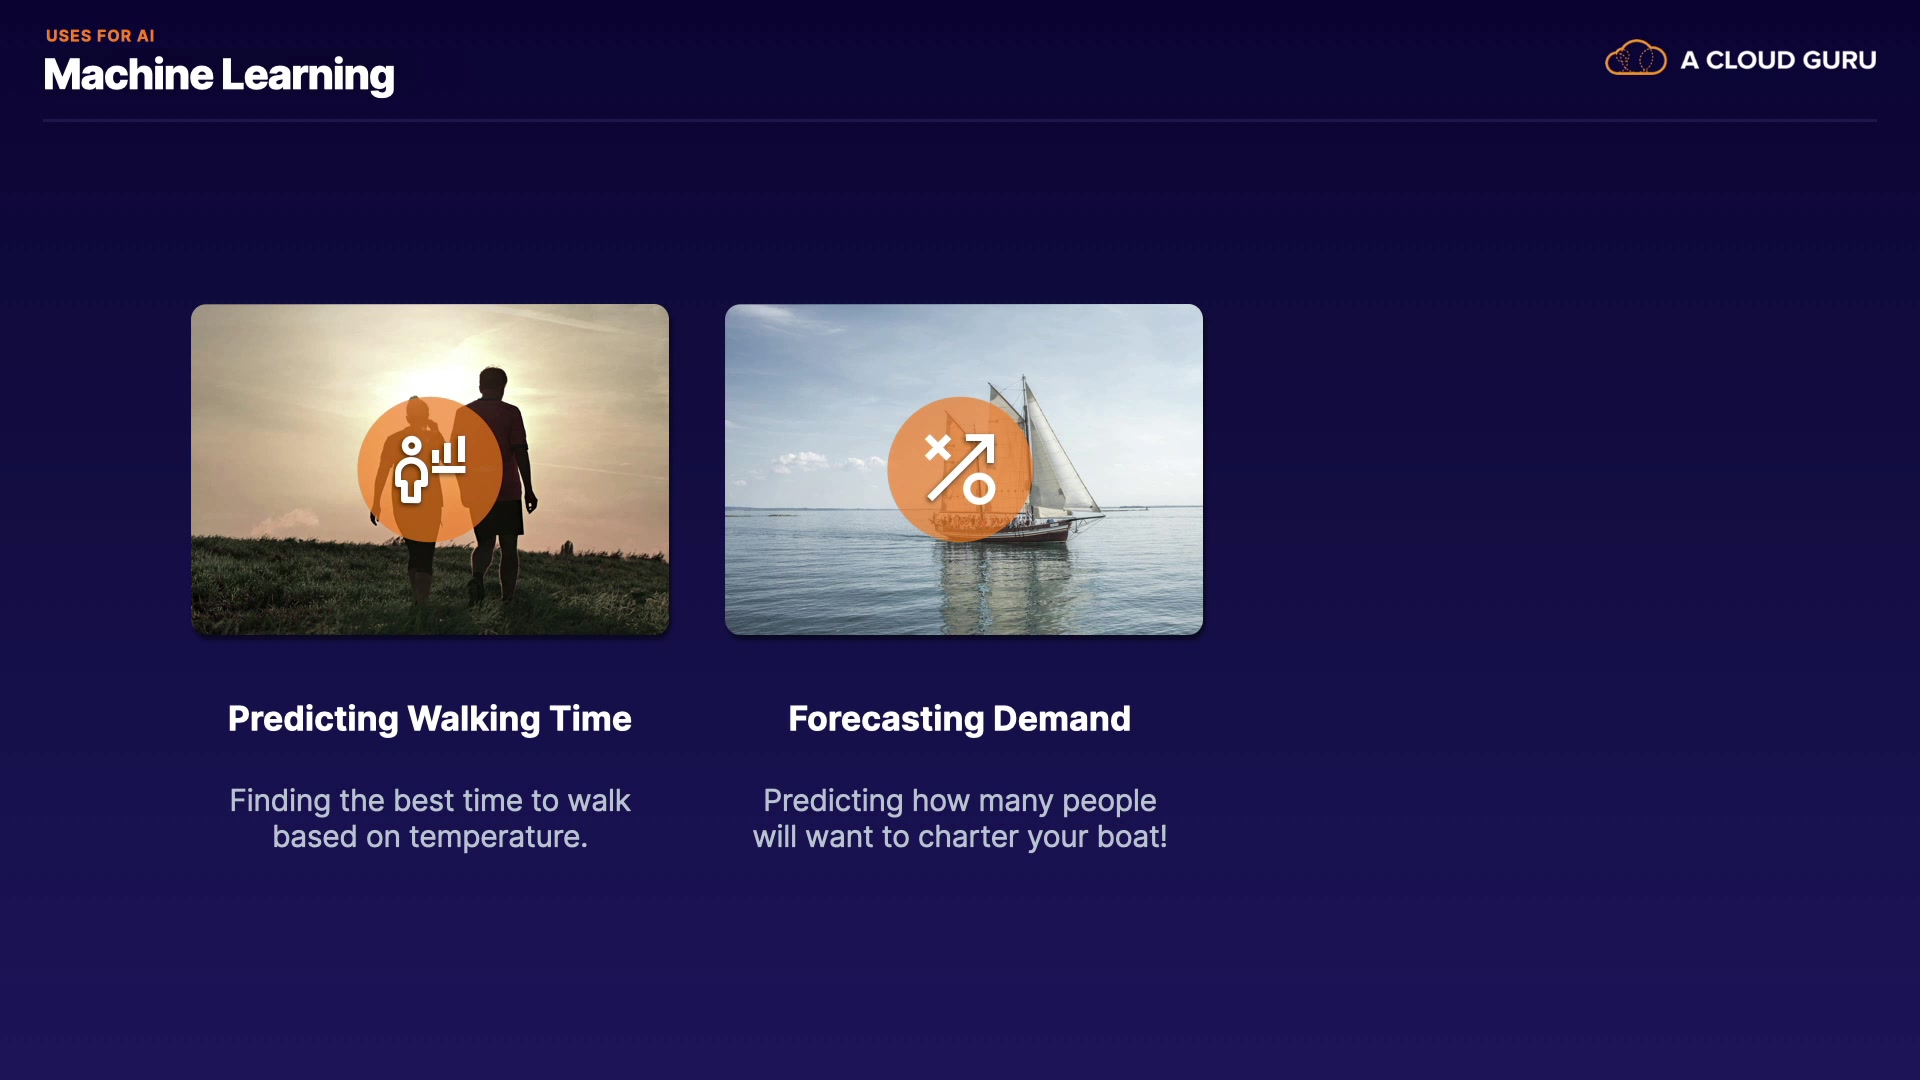 USES FOR AI
Machine Learning
A CLOUD GURU
Predicting Walking Time
Finding the best time to walk
based on temperature.
Forecasting Demand
Predicting how many people
will want to charter your boat!